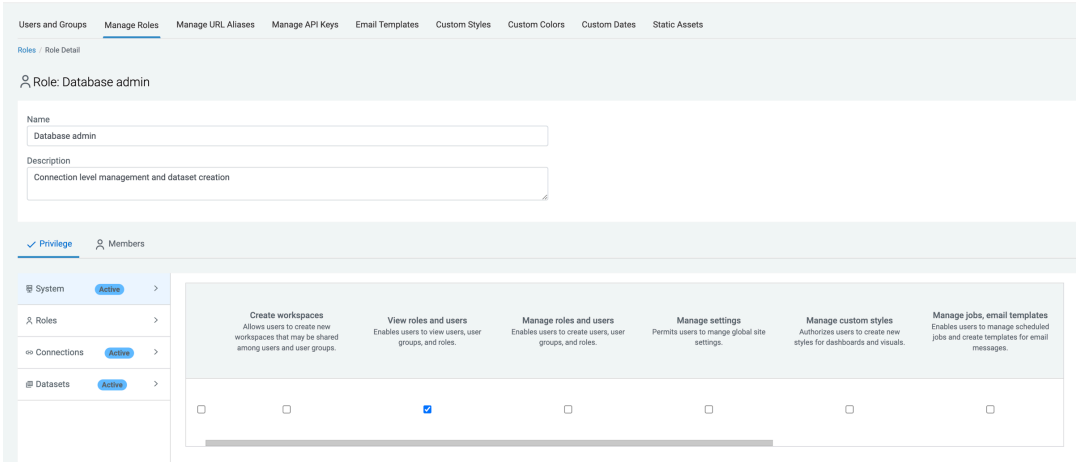 Users and Groups Manage Roles Manage URL Aliases Manage API Keys Email Templates Custom Styles Custom Colors Custom Dates Static Assets
Roles / Role Detail
Role: Database admin
Name
Database admin
Description
Connection level management and dataset creation
Privilege Members
System Active
Roles
Connections Active
Datasets Active
Create workspaces
Allows users to create new
workspaces that may be shared
among users and user groups.
View roles and users
Enables users to view users, user
groups, and roles.
Manage roles and users
Enables users to create users, user
groups, and roles.
Manage settings
Permits users to mange global site
settings.
Manage custom styles
Authorizes users to create new
styles for dashboards and visuals.
Manage jobs, email templates
Enables users to manage scheduled
jobs and create templates for email
messages.